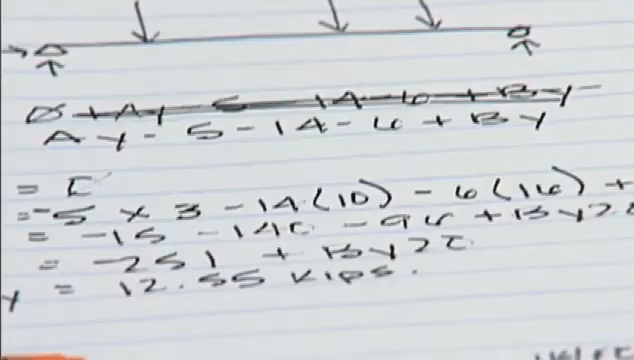 0 + Ay - 5 - 14 - 6 + By =
Ay - 5 - 14 - 6 + By
= 
= -5 x 3 - 14(10) - 6(16) +
= -15 - 140 - 96 + By20
= -251 + By20
y = 12.55 kips.